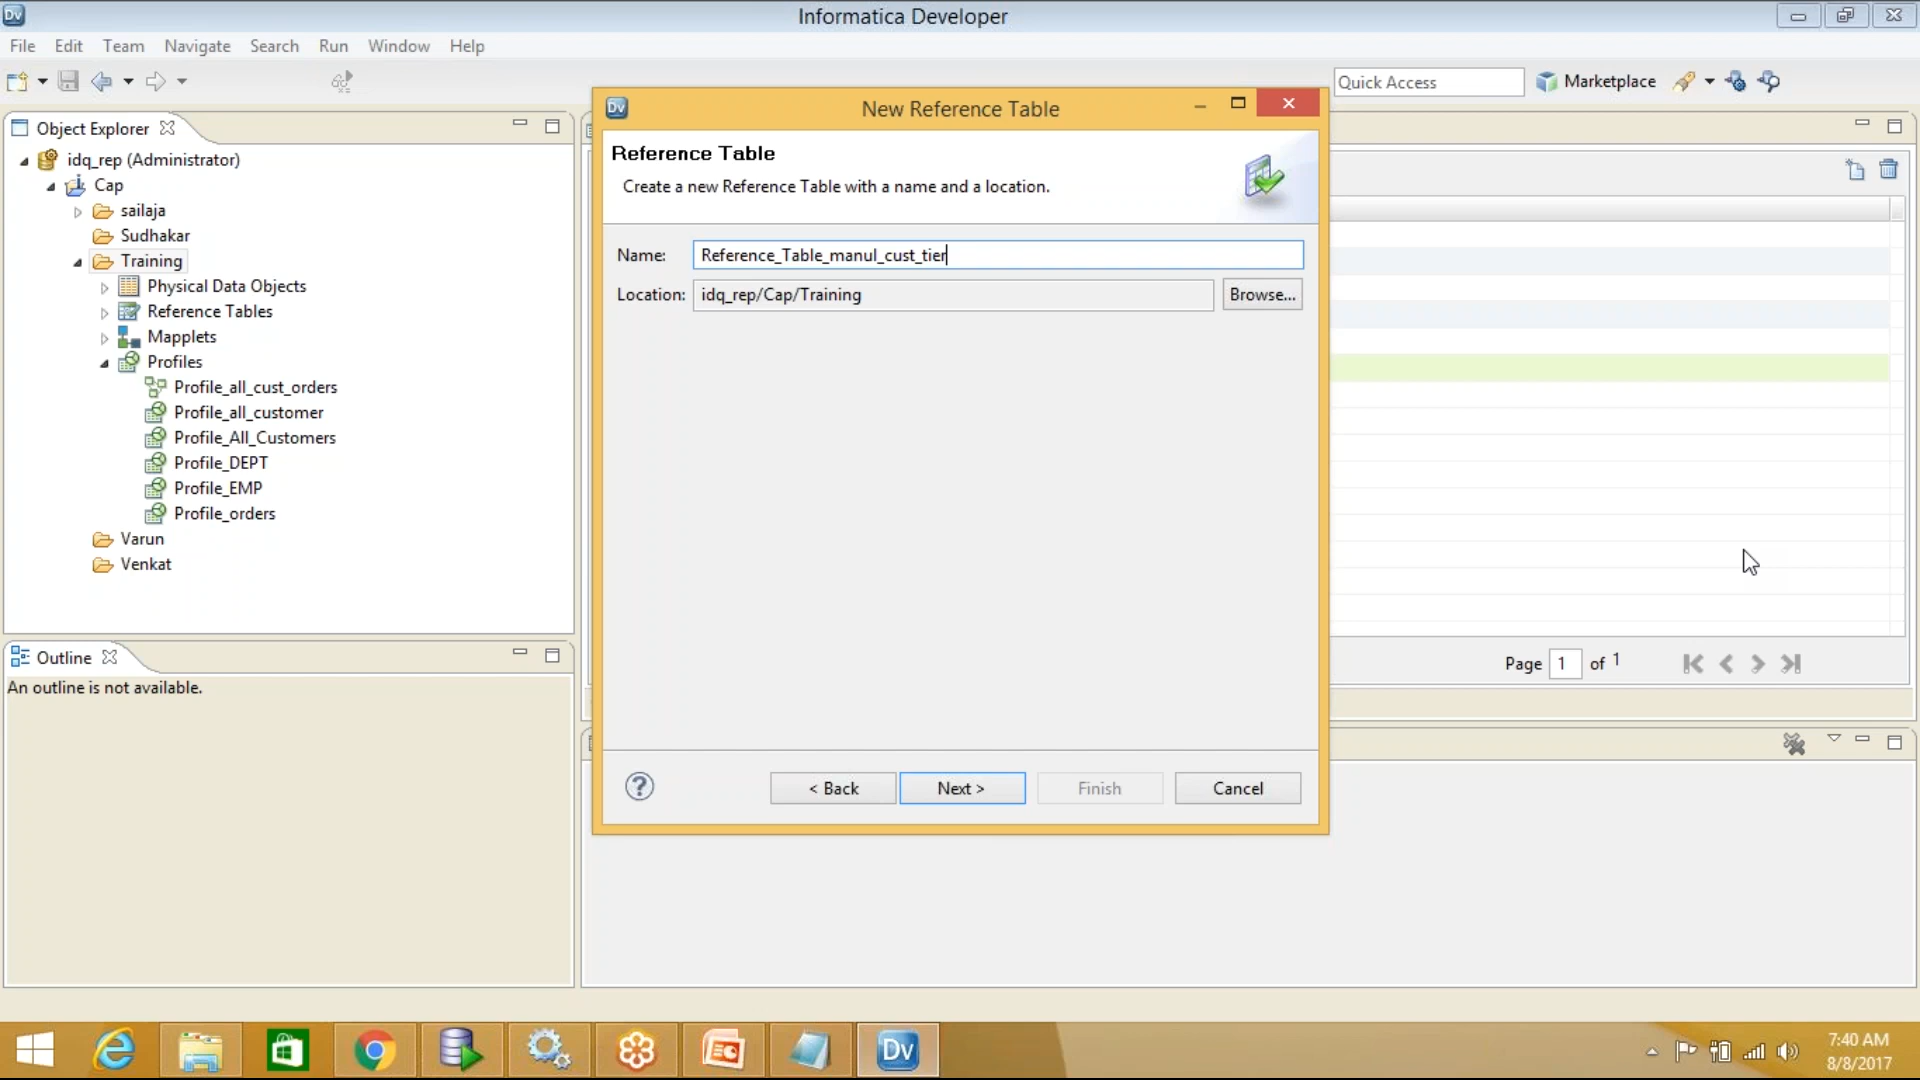 Dv
Informatica Developer
File Edit Team Navigate Search Run Window Help
Quick Access
Marketplace
Object Explorer
idq_rep (Administrator)
Cap
sailaja
Sudhakar
Training
Physical Data Objects
Reference Tables
Mapplets
Profiles
Profile_all_cust_orders
Profile_all_customer
Profile_All_Customers
Profile_DEPT
Profile_EMP
Profile_orders
Varun
Venkat
Outline
An outline is not available.
Dv
New Reference Table
Reference Table
Create a new Reference Table with a name and a location.
Name: Reference_Table_manul_cust_tier
Location: idq_rep/Cap/Training Browse...
< Back Next > Finish Cancel
Page 1 of 1
Dv
7:40 AM
8/8/2017